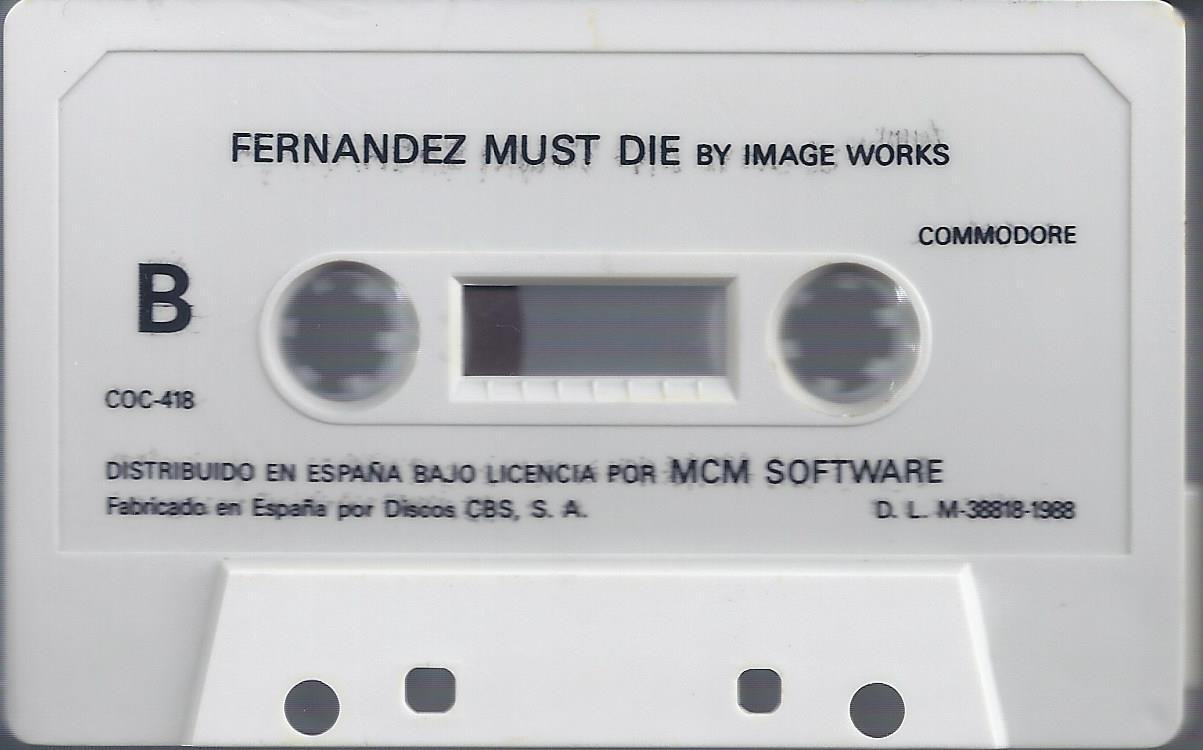 FERNANDEZ MUST DIE BY IMAGE WORKS
COMMODORE
B
COC-418
DISTRIBUIDO EN ESPAÑA BAJO LICENCIA POR MCM SOFTWARE
Fabricado en España por Discos CBS, S. A.
D. L. M-38818-1988